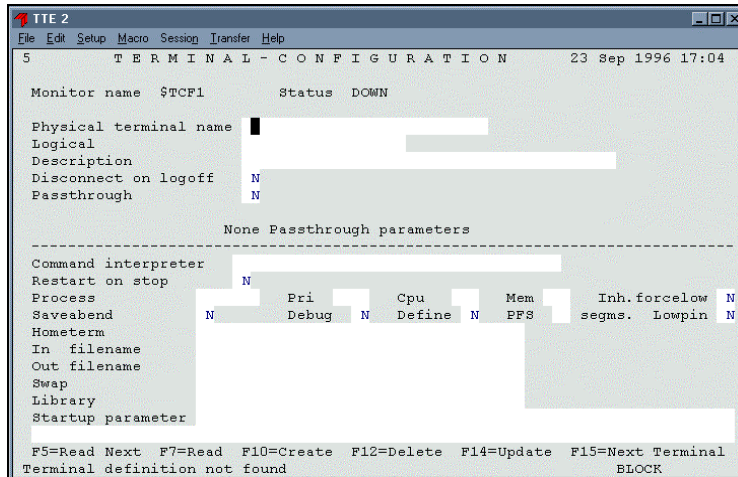 TTE 2
File Edit Setup Macro Session Transfer Help
5 T E R M I N A L - C O N F I G U R A T I O N 23 Sep 1996 17:04
Monitor name $TCF1 Status DOWN
Physical terminal name
Logical
Description
Disconnect on logoff N
Passthrough N
None Passthrough parameters
--------------------------------------------------------------------------------
Command interpreter
Restart on stop N
Process Pri Cpu Mem Inh.forcelow N
Saveabend N Debug N Define N PFS segms. Lowpin N
Hometerm
In filename
Out filename
Swap
Library
Startup parameter
F5=Read Next F7=Read F10=Create F12=Delete F14=Update F15=Next Terminal
Terminal definition not found BLOCK